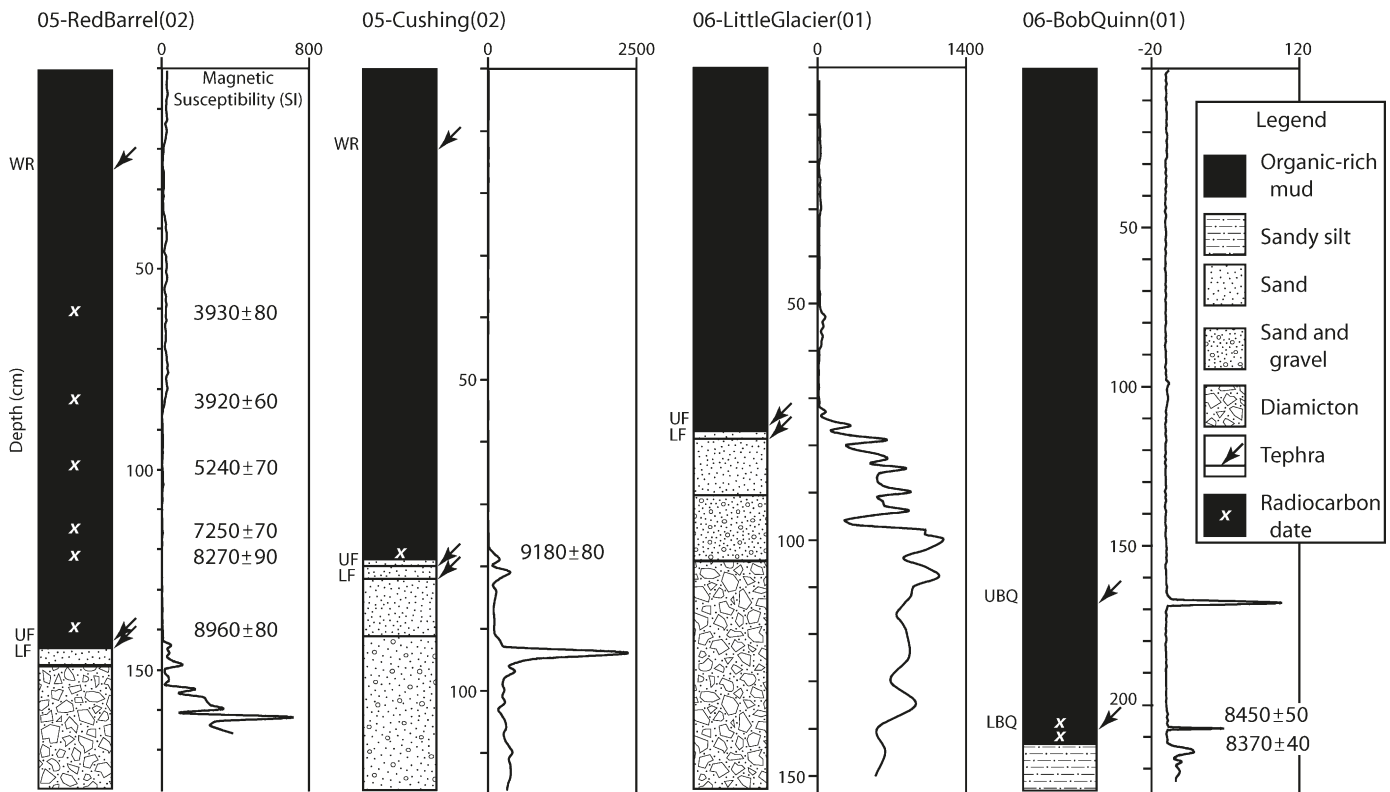 05-RedBarrel(02)
05-Cushing(02)
06-LittleGlacier(01)
06-BobQuinn(01)
0 800
0 2500
0 1400
-20 120
Magnetic
Susceptibility (SI)
WR
50
3930±80
3920±60
Depth (cm)
100
5240±70
7250±70
8270±90
8960±80
UF
LF
150
x
x
x
x
x
x
WR
50
x
9180±80
UF
LF
100
50
UF
LF
100
150
50
100
150
UBQ
200
LBQ
x
x
8450±50
8370±40
Legend
Organic-rich
mud
Sandy silt
Sand
Sand and
gravel
Diamicton
Tephra
x
Radiocarbon
date